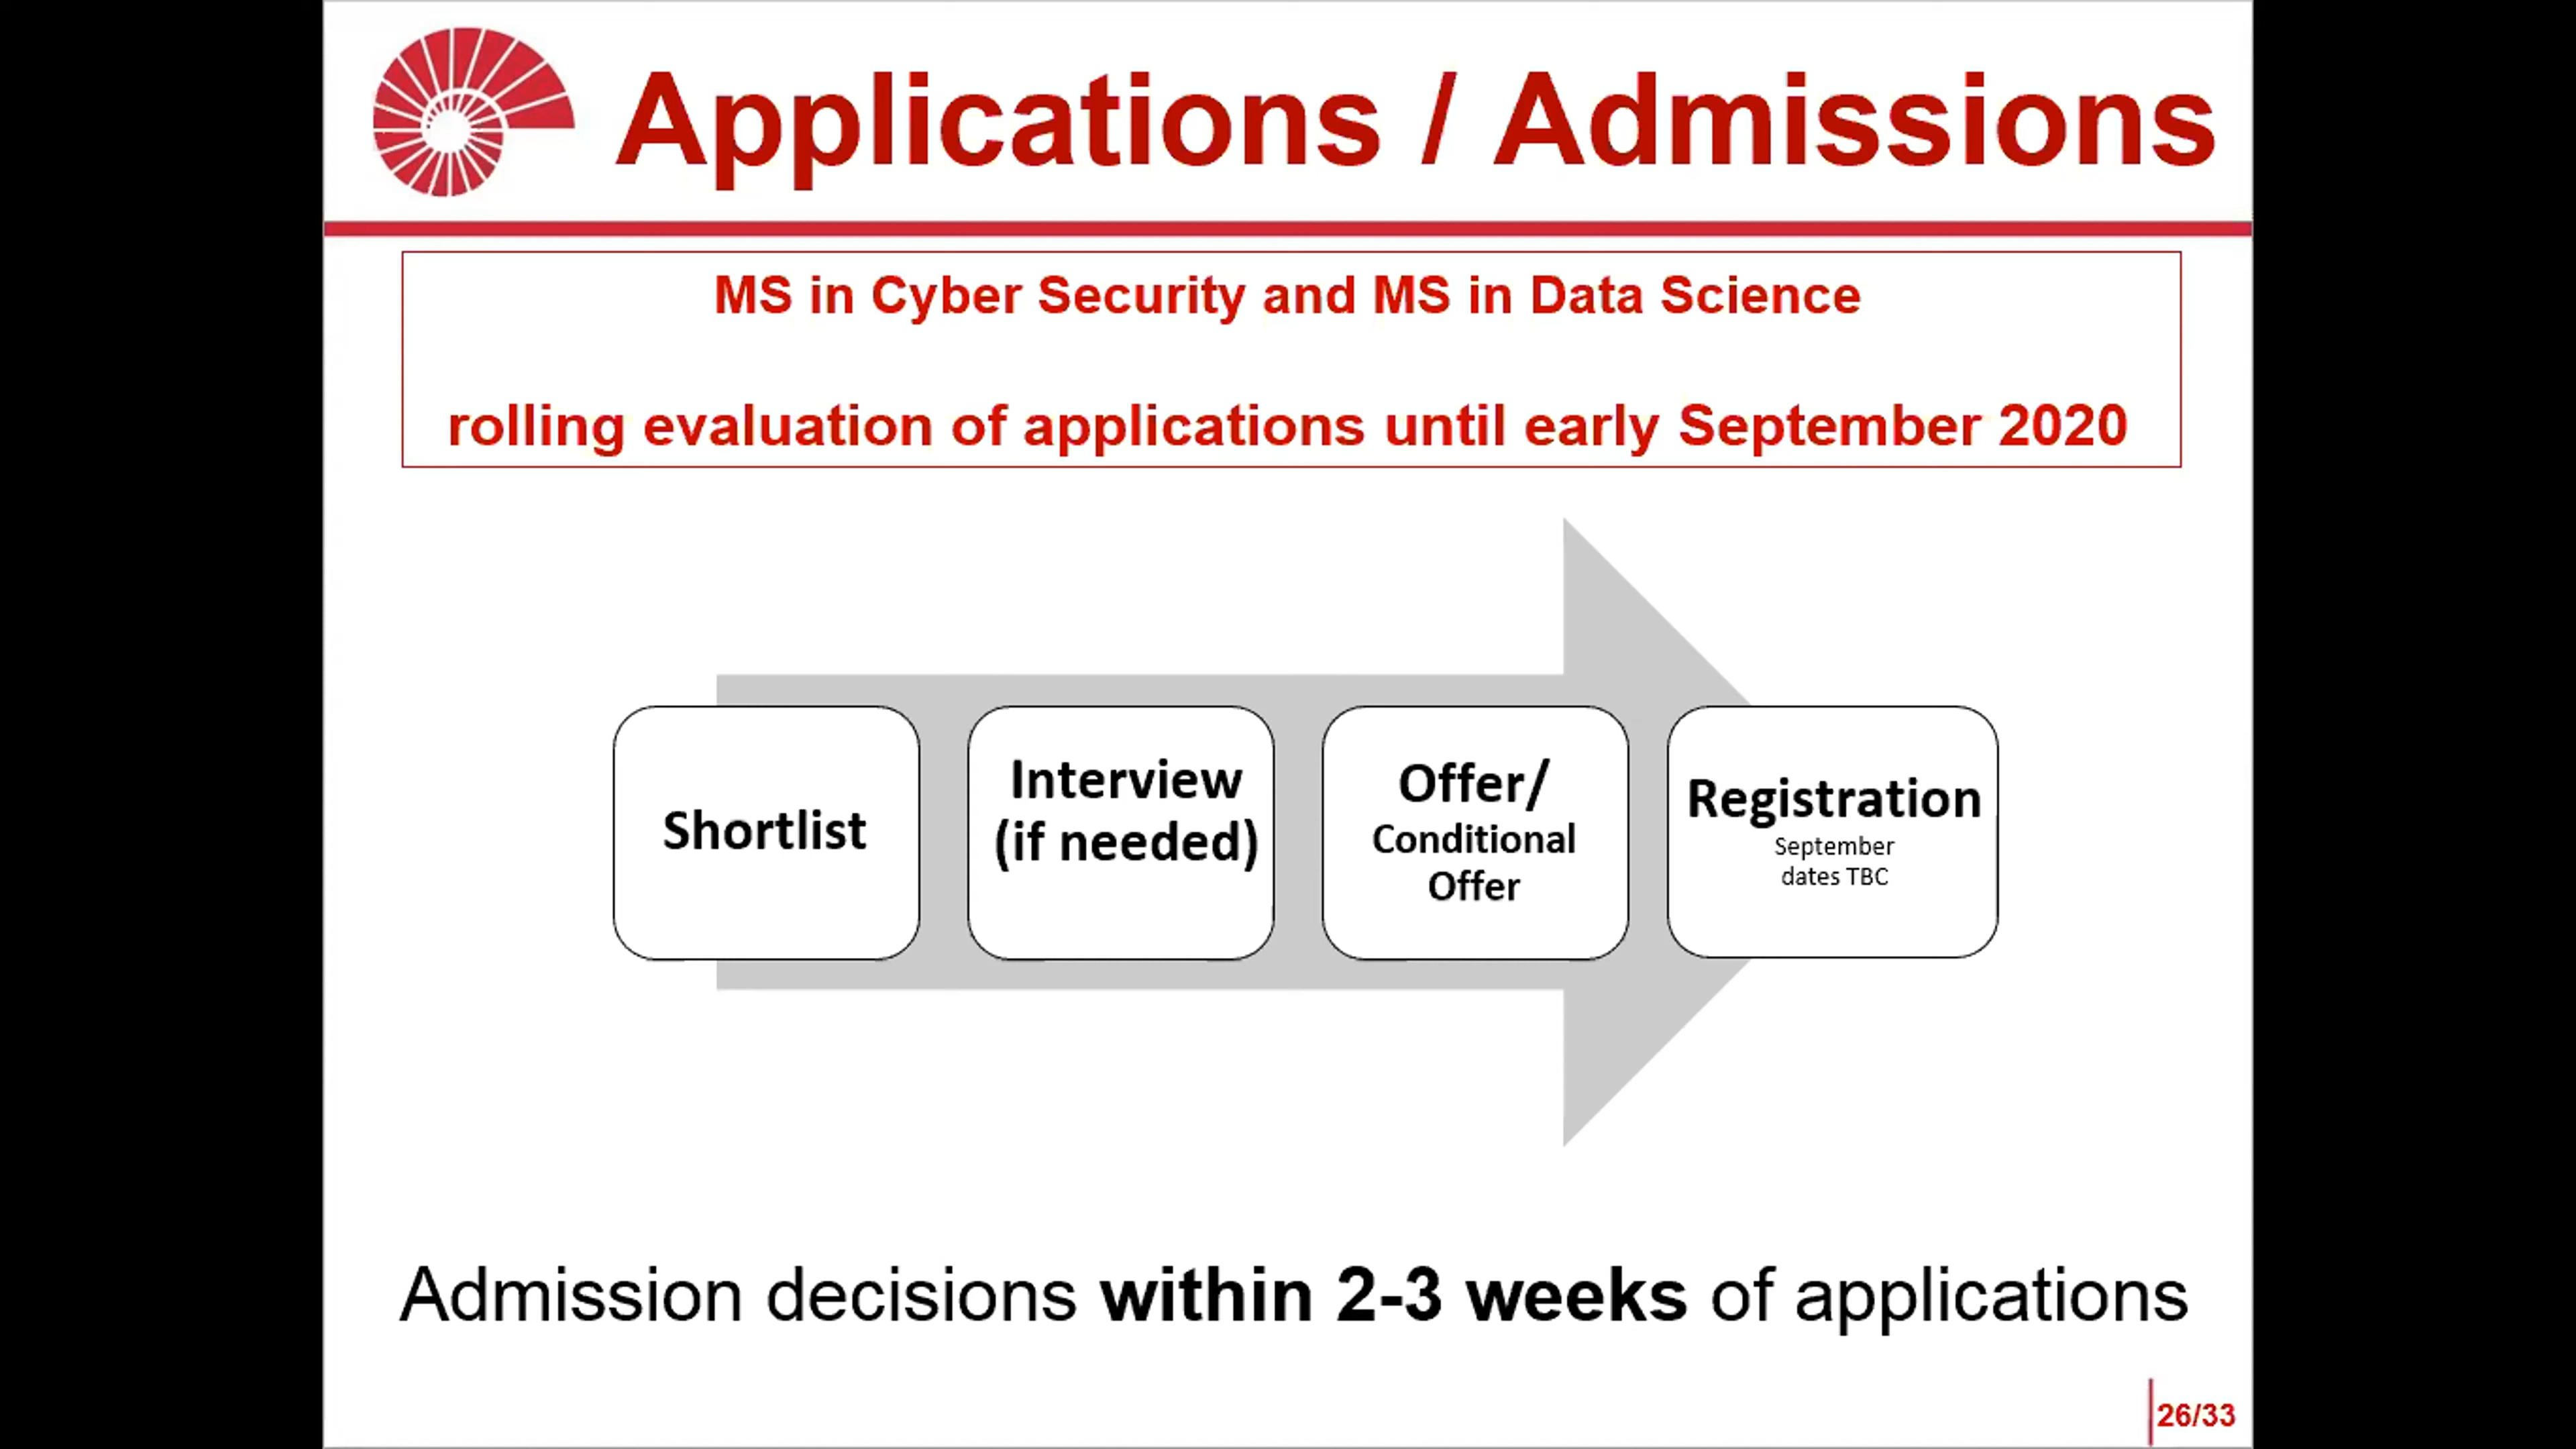 Applications / Admissions
MS in Cyber Security and MS in Data Science
rolling evaluation of applications until early September 2020
Shortlist
Interview
(if needed)
Offer/
Conditional
Offer
Registration
September
dates TBC
Admission decisions within 2-3 weeks of applications
26/33